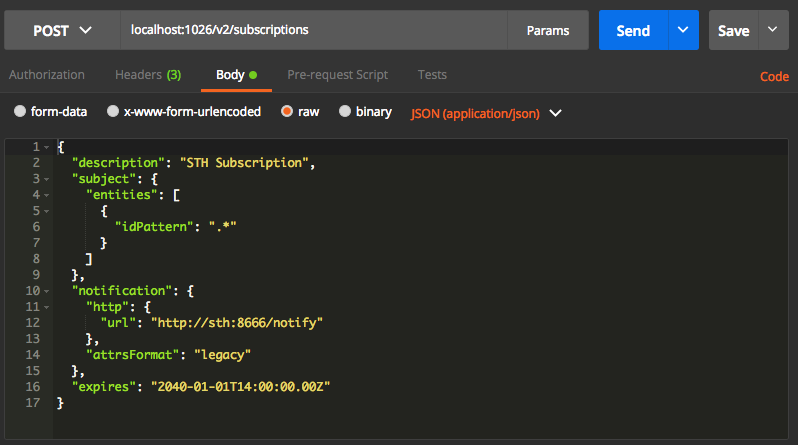 POST localhost:1026/v2/subscriptions Params Send Save
Authorization Headers (3) Body Pre-request Script Tests Code
form-data x-www-form-urlencoded raw binary JSON (application/json)
1 {
2 "description": "STH Subscription",
3 "subject": {
4 "entities": [
5 {
6 "idPattern": ".*"
7 }
8 ]
9 },
10 "notification": {
11 "http": {
12 "url": "http://sth:8666/notify"
13 },
14 "attrsFormat": "legacy"
15 },
16 "expires": "2040-01-01T14:00:00.00Z"
17 }